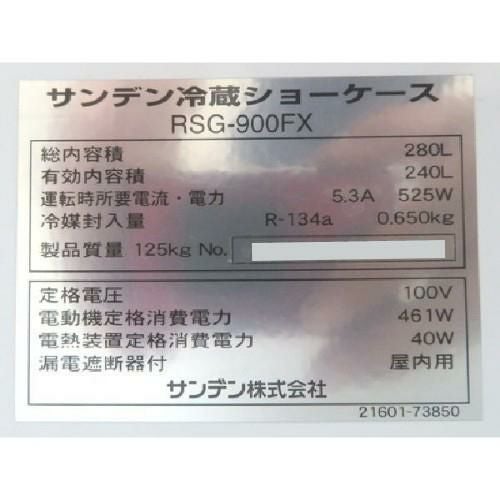 サンデン冷蔵ショーケース
RSG-900FX
総内容積 280L
有効内容積 240L
運転時所要電流・電力 5.3A 525W
冷媒封入量 R-134a 0.650kg
製品質量 125kg No.
定格電圧 100V
電動機定格消費電力 461W
電熱装置定格消費電力 40W
漏電遮断器付 屋内用
サンデン株式会社
21601-73850